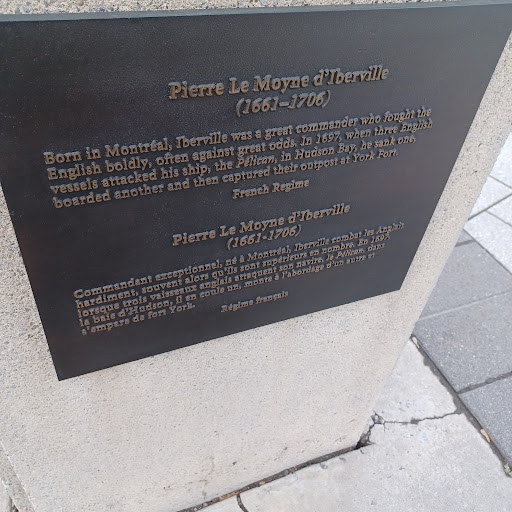 Pierre Le Moyne d'Iberville
(1661–1706)
Born in Montréal, Iberville was a great commander who fought the
English boldly, often against great odds. In 1697, when three English
vessels attacked his ship, the Pélican, in Hudson Bay, he sank one,
boarded another and then captured their outpost at York Fort.
French Regime
Pierre Le Moyne d'Iberville
(1661-1706)
Commandant exceptionnel, né à Montréal, Iberville combat les Anglais
hardiment, souvent alors qu'ils sont supérieurs en nombre. En 1697,
lorsque trois vaisseaux anglais attaquent son navire, le Pélican, dans
la baie d'Hudson, il en coule un, monte à l'abordage d'un autre et
s'empare de fort York.
Régime français